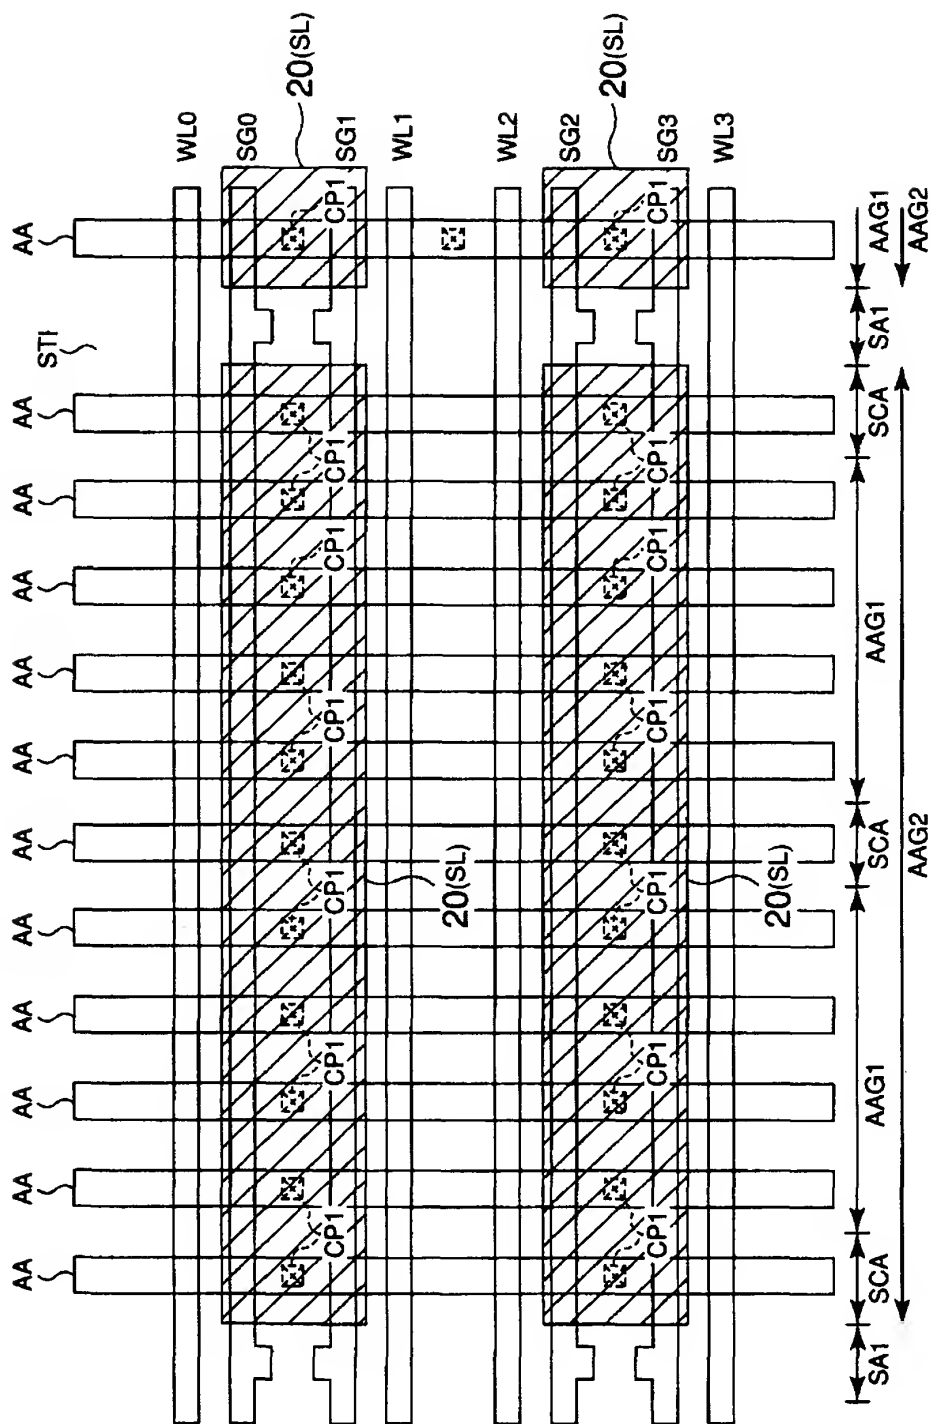 AA AA AA AA AA AA AA AA AA AA AA AA
STI
WL0
SG0
20(SL)
CP1 CP1 CP1 CP1 CP1 CP1 CP1
SG1
WL1
20(SL)
WL2
SG2
20(SL)
CP1 CP1 CP1 CP1 CP1 CP1 CP1
SG3
WL3
20(SL)
SA1 SCA AAG1 SCA AAG1 SCA SA1 AAG1
AAG2 AAG2